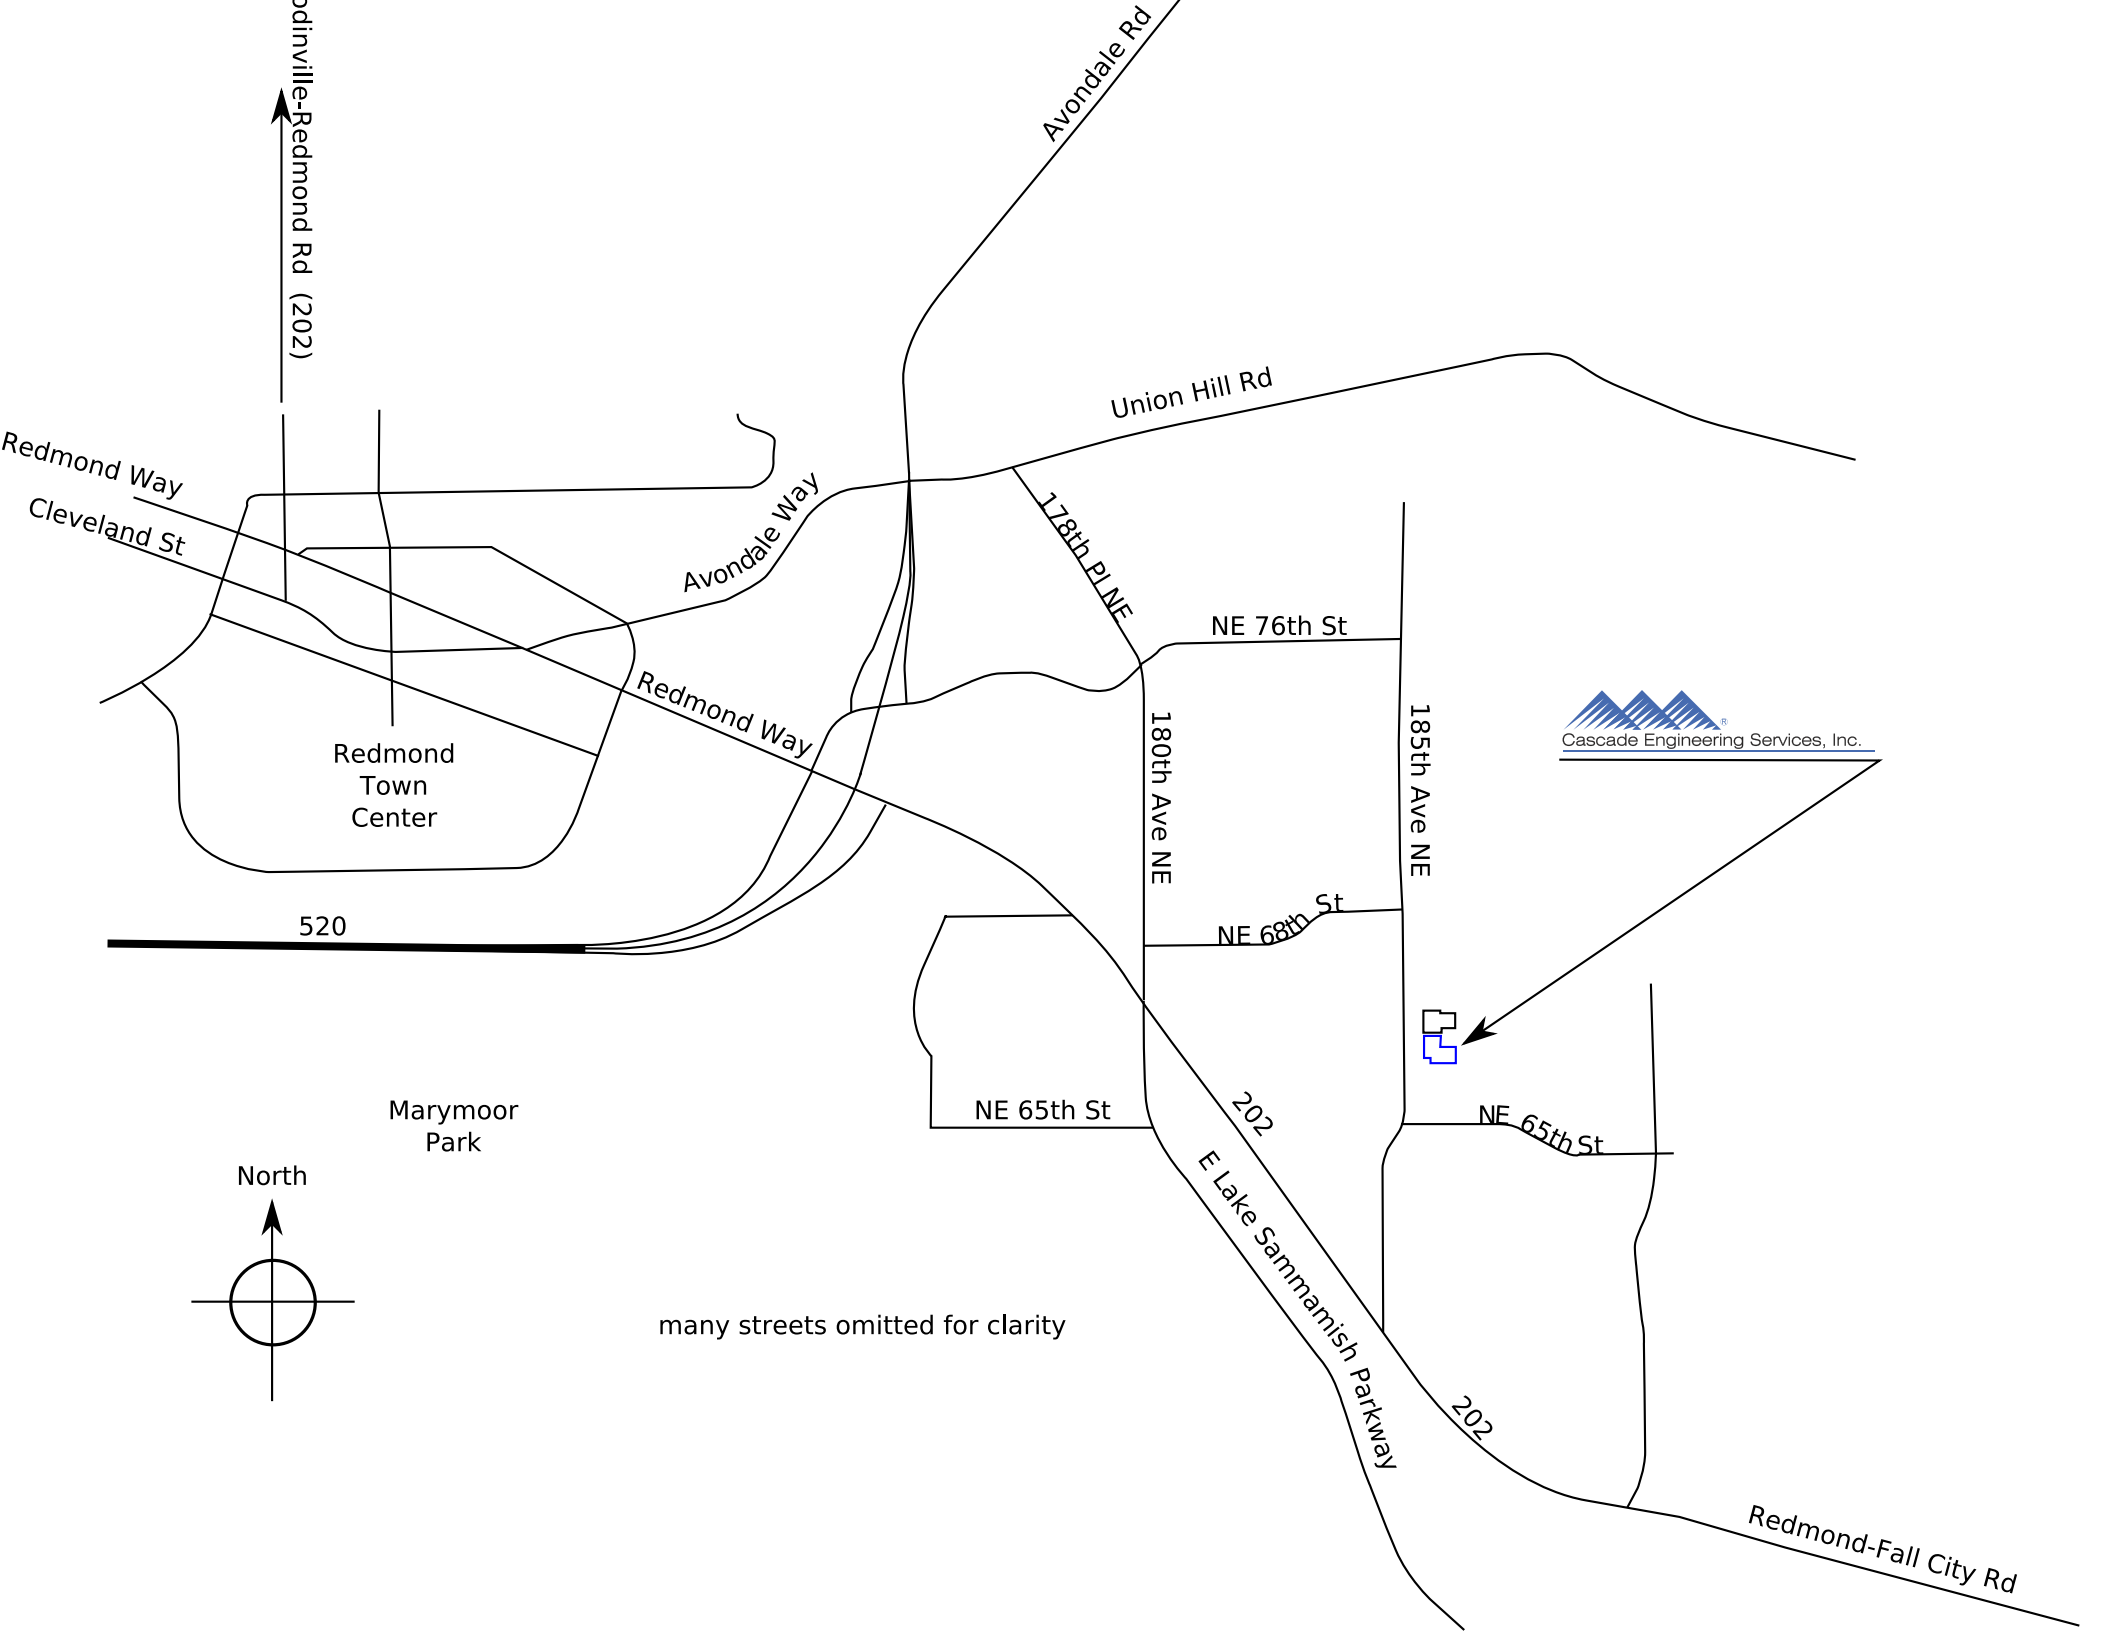 odinville-Redmond Rd (202)
Avondale Rd
Union Hill Rd
Redmond Way
Cleveland St
Avondale Way
178th Pl NE
NE 76th St
Redmond Way
180th Ave NE
185th Ave NE
®
Cascade Engineering Services, Inc.
Redmond
Town
Center
520
NE 68th St
Marymoor
Park
NE 65th St
202
NE 65th St
E Lake Sammamish Parkway
North
many streets omitted for clarity
202
Redmond-Fall City Rd